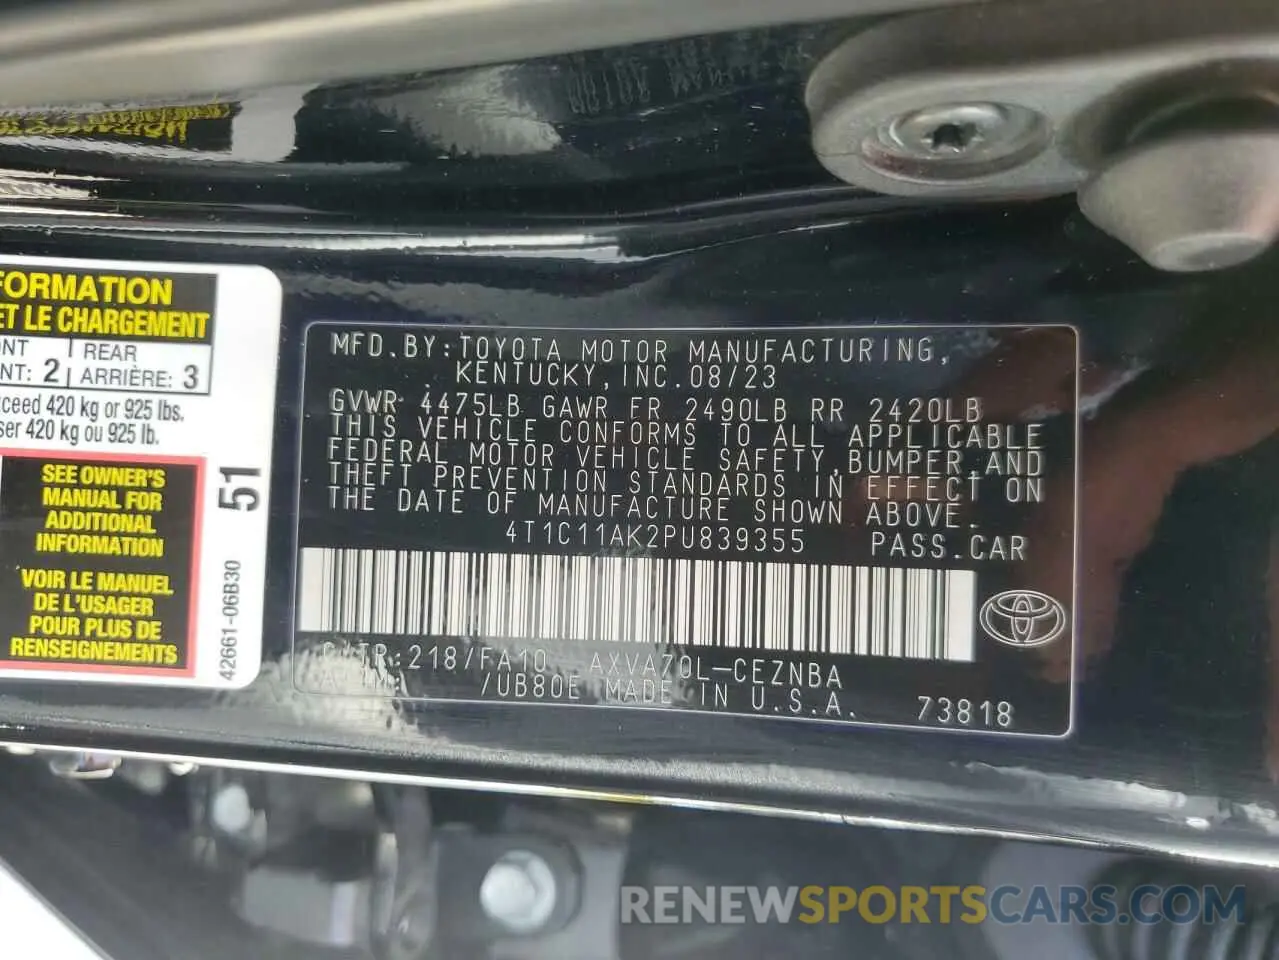 FORMATION
ET LE CHARGEMENT
REAR
NT: 2 ARRIÈRE: 3
xceed 420 kg or 925 lbs.
ser 420 kg ou 925 lb.
SEE OWNER'S
MANUAL FOR
ADDITIONAL
INFORMATION
VOIR LE MANUEL
DE L'USAGER
POUR PLUS DE
RENSEIGNEMENTS
51
42661-06B30
MFD.BY:TOYOTA MOTOR MANUFACTURING,
KENTUCKY,INC.08/23
GVWR 4475LB GAWR FR 2490LB RR 2420LB
THIS VEHICLE CONFORMS TO ALL APPLICABLE
FEDERAL MOTOR VEHICLE SAFETY,BUMPER,AND
THEFT PREVENTION STANDARDS IN EFFECT ON
THE DATE OF MANUFACTURE SHOWN ABOVE.
4T1C11AK2PU839355 PASS.CAR
C/TR:218/FA10 AXVA70L-CEZNBA
A/TM: /UB80E MADE IN U.S.A.
73818
RENEWSPORTSCARS.COM